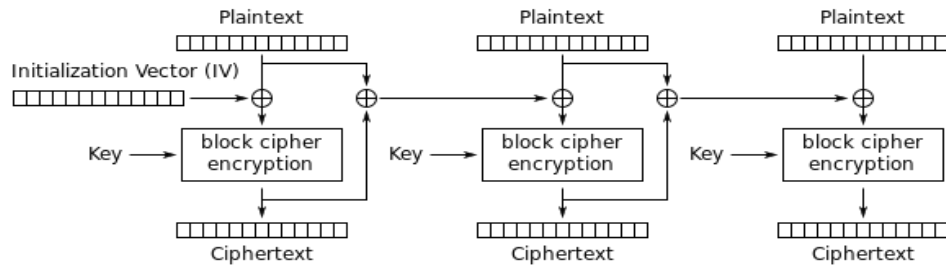 Plaintext Plaintext Plaintext
Initialization Vector (IV)
Key block cipher encryption Key block cipher encryption Key block cipher encryption
Ciphertext Ciphertext Ciphertext